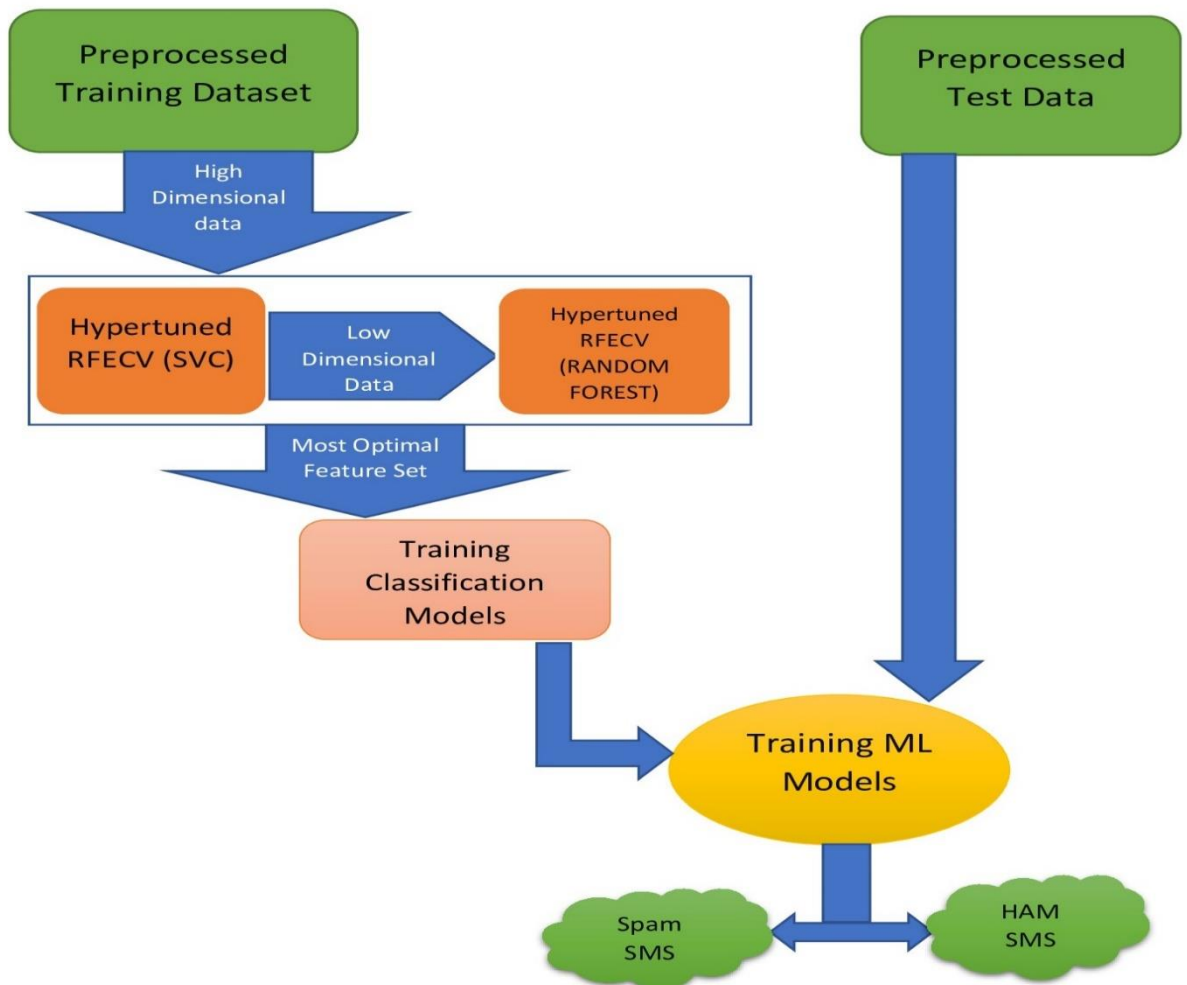 Preprocessed
Training Dataset
Preprocessed
Test Data
High
Dimensional
data
Hypertuned
RFECV (SVC)
Low
Dimensional
Data
Hypertuned
RFECV
(RANDOM
FOREST)
Most Optimal
Feature Set
Training
Classification
Models
Training ML
Models
Spam
SMS
HAM
SMS